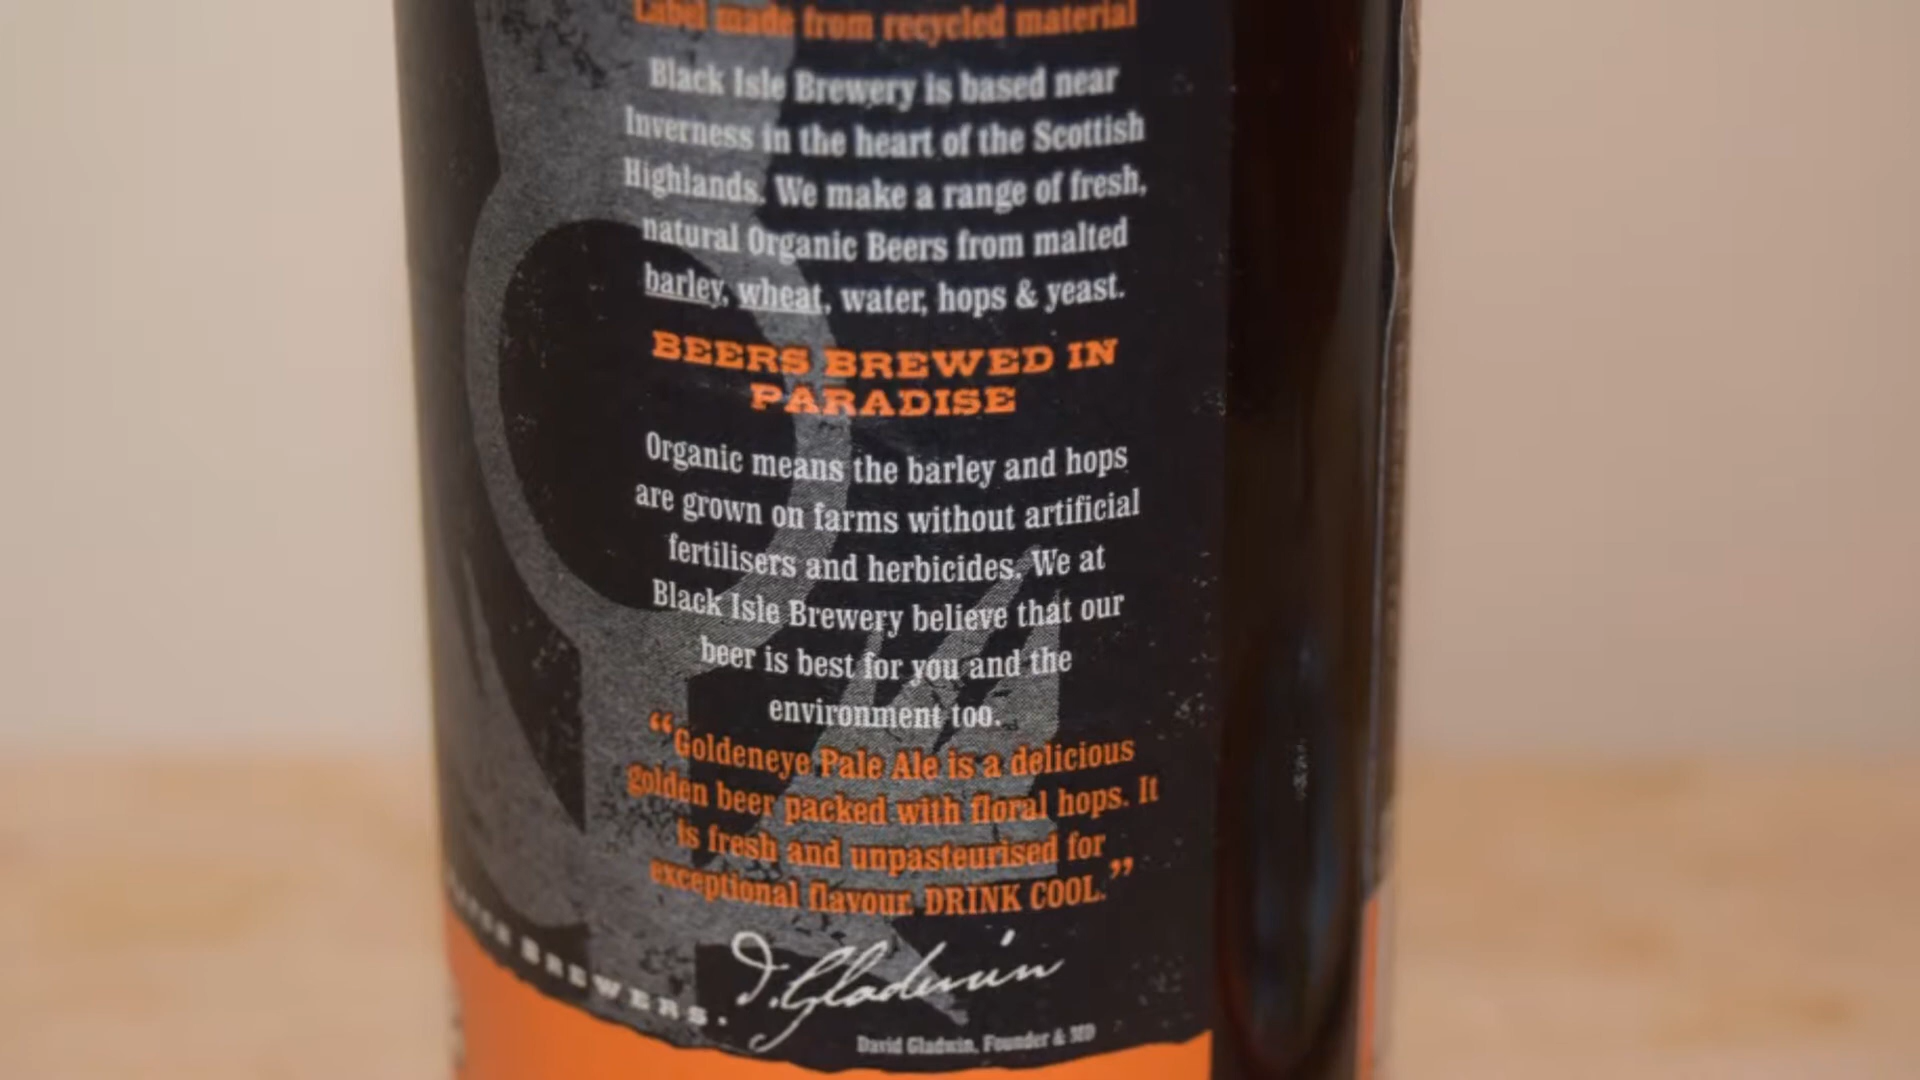 Label made from recycled material
Black Isle Brewery is based near
Inverness in the heart of the Scottish
Highlands. We make a range of fresh,
natural Organic Beers from malted
barley, wheat, water, hops & yeast.
BEERS BREWED IN
PARADISE
Organic means the barley and hops
are grown on farms without artificial
fertilisers and herbicides. We at
Black Isle Brewery believe that our
beer is best for you and the
environment too.
“Goldeneye Pale Ale is a delicious
golden beer packed with floral hops. It
is fresh and unpasteurised for
exceptional flavour. DRINK COOL.”
D. Gladwin
David Gladwin, Founder & MD
BREWERS.